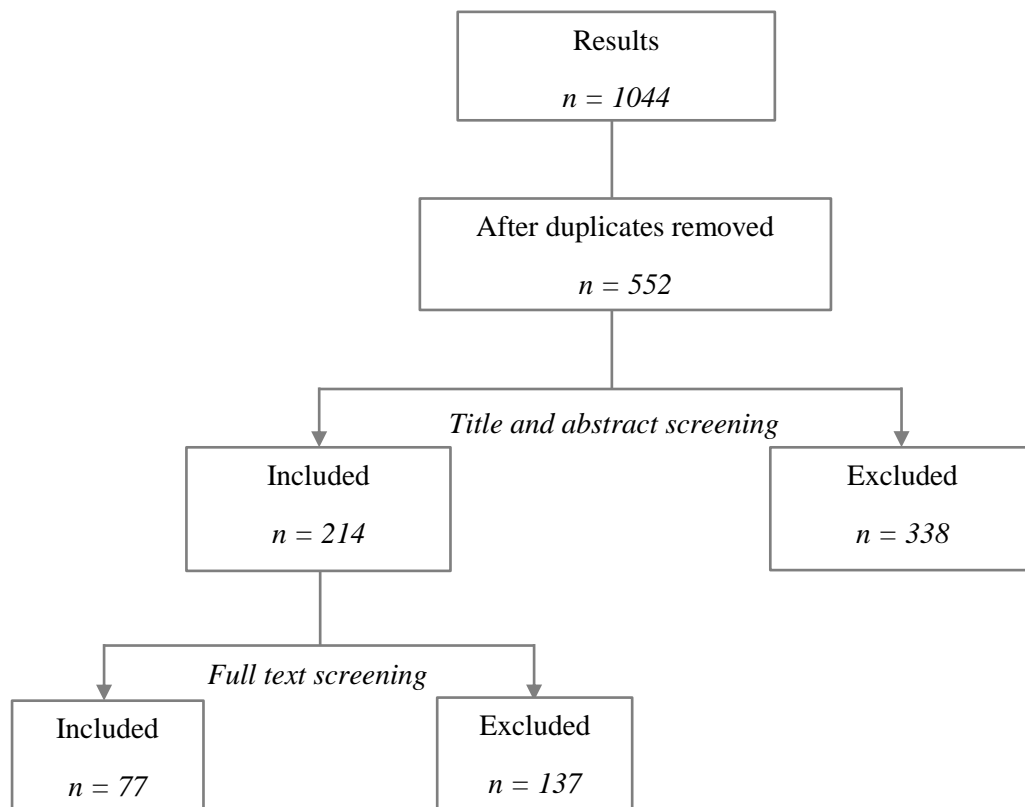 Results
n = 1044
After duplicates removed
n = 552
Title and abstract screening
Included
n = 214
Excluded
n = 338
Full text screening
Included
n = 77
Excluded
n = 137